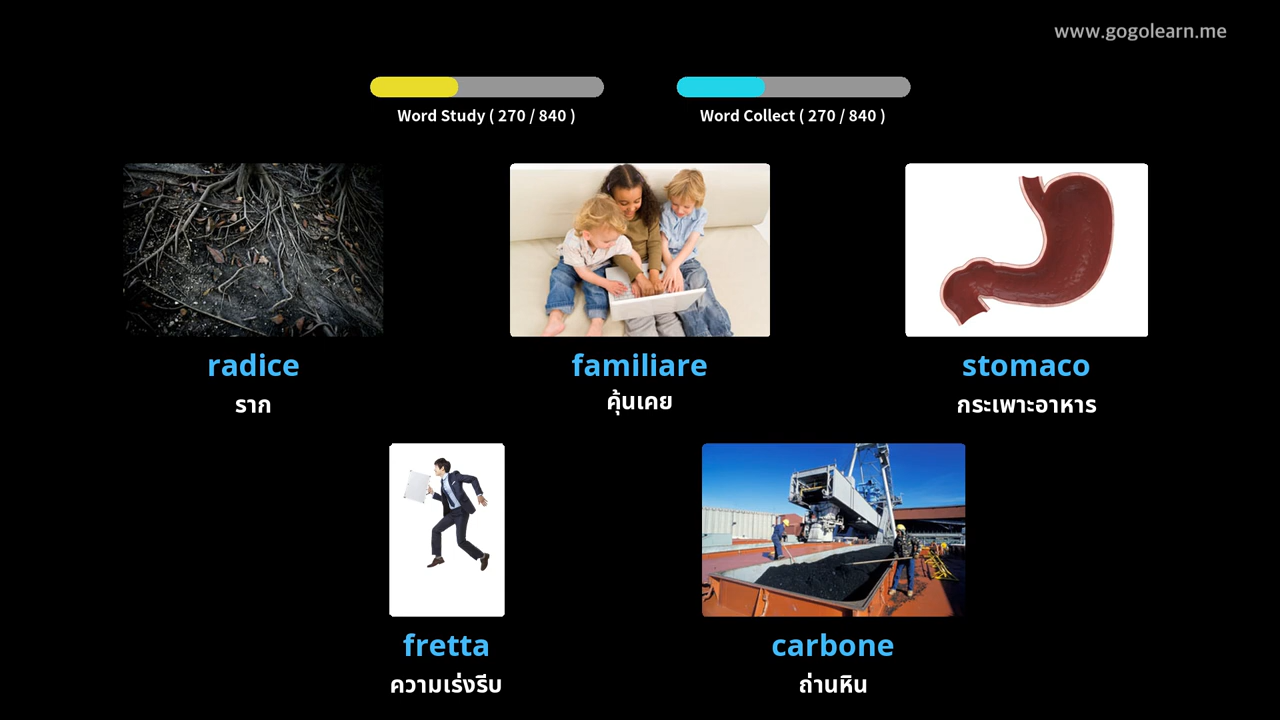 www.gogolearn.me
Word Study ( 270 / 840 )
Word Collect ( 270 / 840 )
radice
ราก
familiare
คุ้นเคย
stomaco
กระเพาะอาหาร
fretta
ความเร่งรีบ
carbone
ถ่านหิน